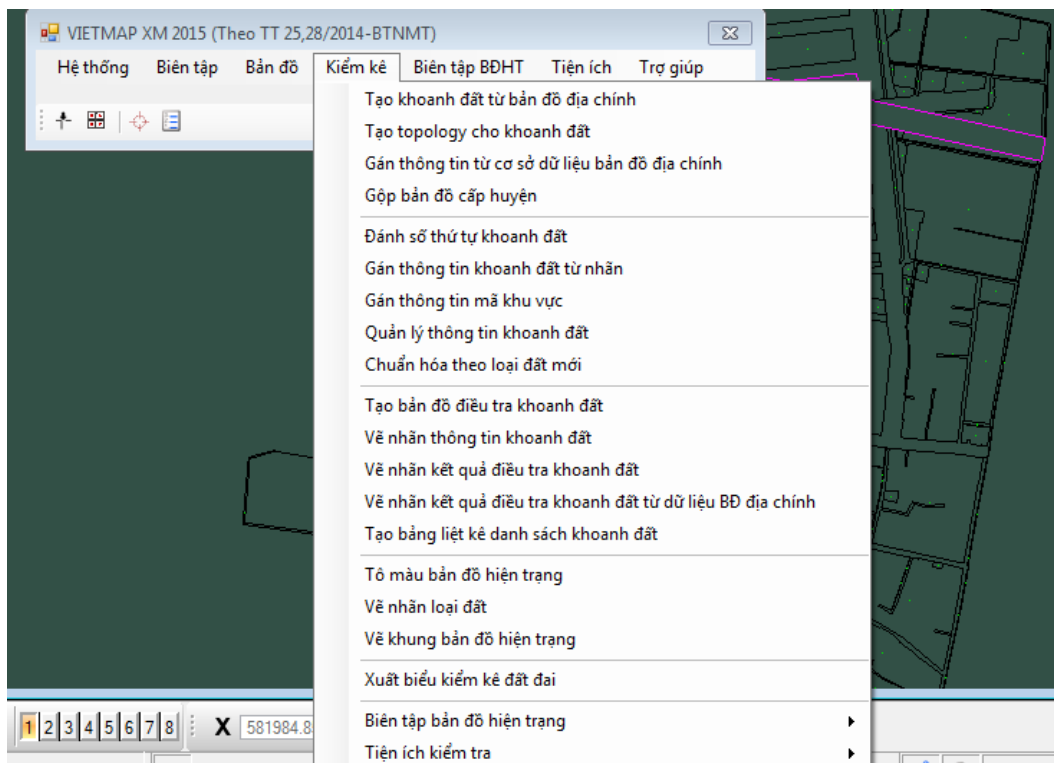 VIETMAP XM 2015 (Theo TT 25,28/2014-BTNMT)
Hệ thống Biên tập Bản đồ Kiểm kê Biên tập BĐHT Tiện ích Trợ giúp
Tạo khoanh đất từ bản đồ địa chính
Tạo topology cho khoanh đất
Gán thông tin từ cơ sở dữ liệu bản đồ địa chính
Gộp bản đồ cấp huyện
Đánh số thứ tự khoanh đất
Gán thông tin khoanh đất từ nhãn
Gán thông tin mã khu vực
Quản lý thông tin khoanh đất
Chuẩn hóa theo loại đất mới
Tạo bản đồ điều tra khoanh đất
Vẽ nhãn thông tin khoanh đất
Vẽ nhãn kết quả điều tra khoanh đất
Vẽ nhãn kết quả điều tra khoanh đất từ dữ liệu BĐ địa chính
Tạo bảng liệt kê danh sách khoanh đất
Tô màu bản đồ hiện trạng
Vẽ nhãn loại đất
Vẽ khung bản đồ hiện trạng
Xuất biểu kiểm kê đất đai
Biên tập bản đồ hiện trạng
Tiện ích kiểm tra
1 2 3 4 5 6 7 8 X 581984.8